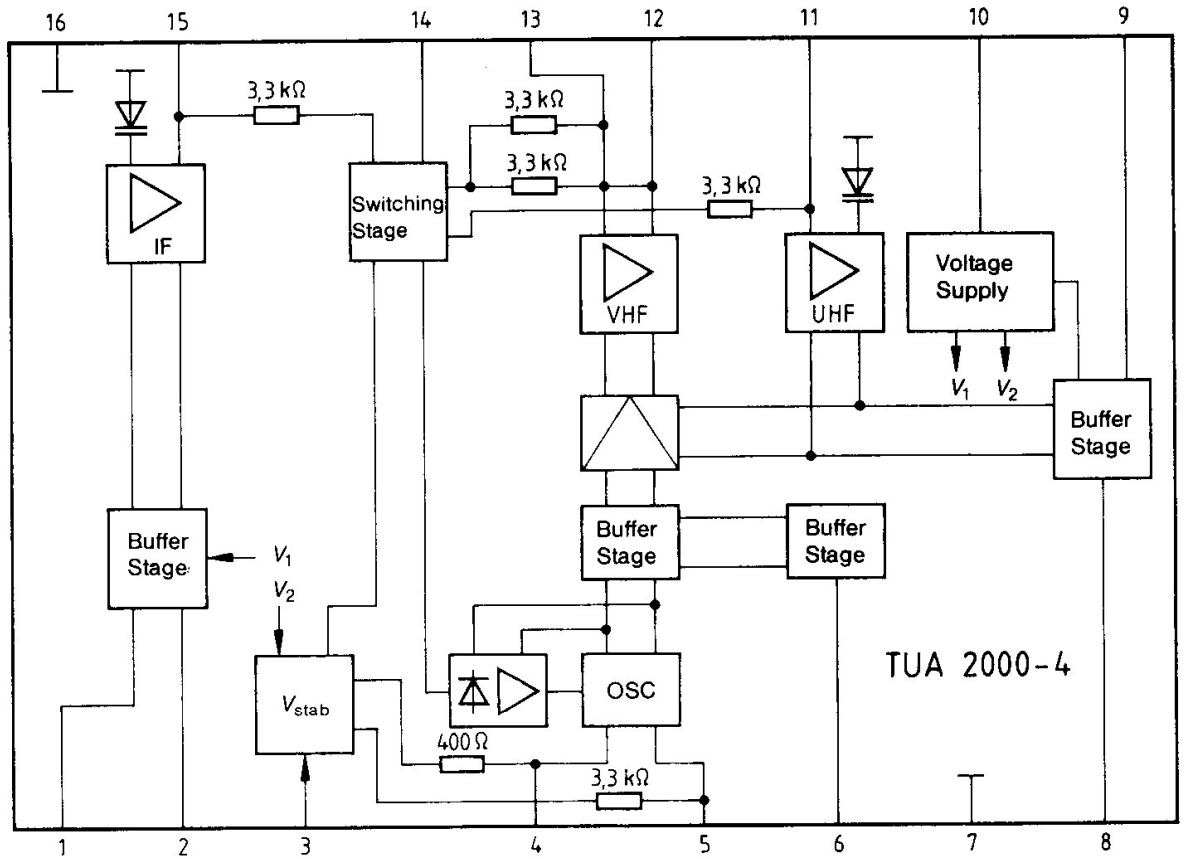 16 15 14 13 12 11 10 9
3,3 kΩ
3,3 kΩ
3,3 kΩ
3,3 kΩ
IF
Switching
Stage
VHF
UHF
Voltage
Supply
V1 V2
Buffer
Stage
Buffer
Stage
V1
V2
Buffer
Stage
Buffer
Stage
Vstab
OSC
TUA 2000-4
400 Ω
3,3 kΩ
1 2 3 4 5 6 7 8